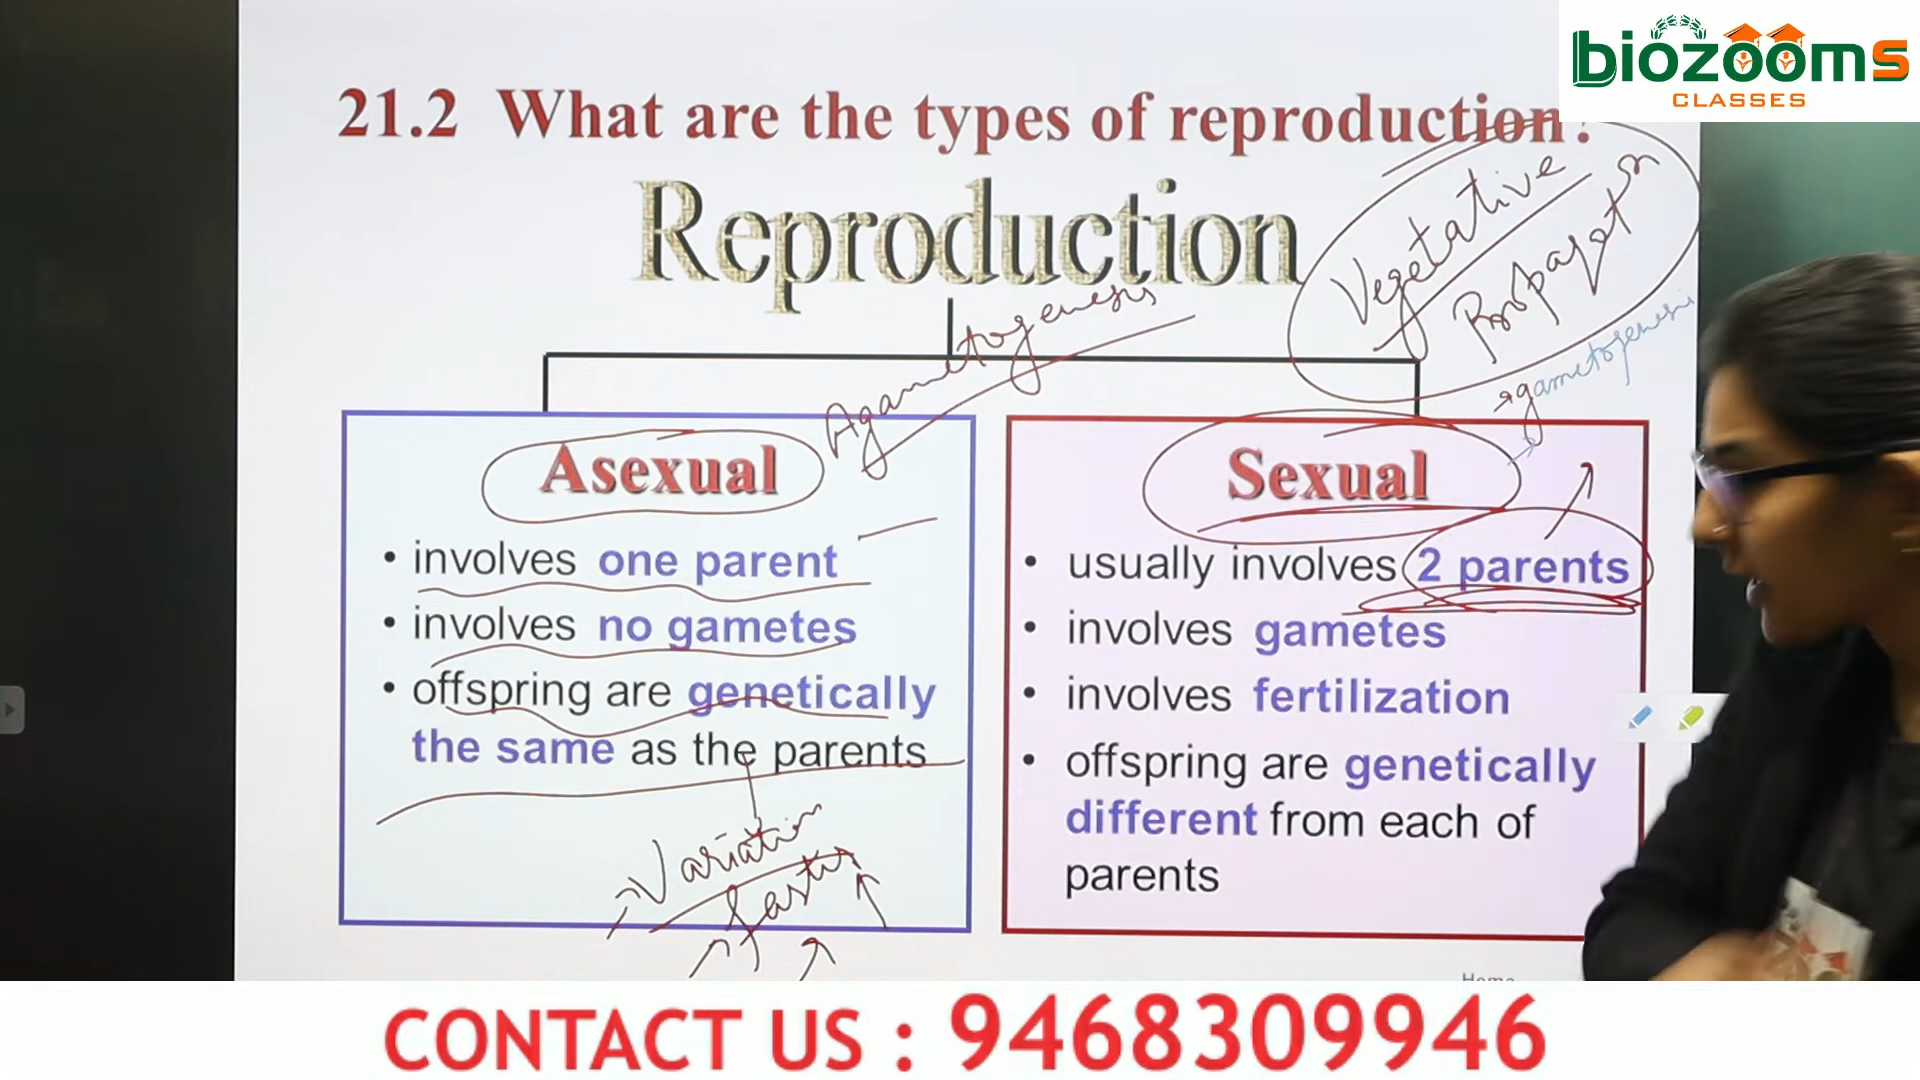 biozooms
CLASSES
21.2 What are the types of reproduction?
Reproduction
Vegetative
Agametogenesis
gametogenesis
Asexual
• involves one parent
• involves no gametes
• offspring are genetically
the same as the parents
Variation
faster
Sexual
• usually involves 2 parents
• involves gametes
• involves fertilization
• offspring are genetically
different from each of
parents
CONTACT US : 9468309946